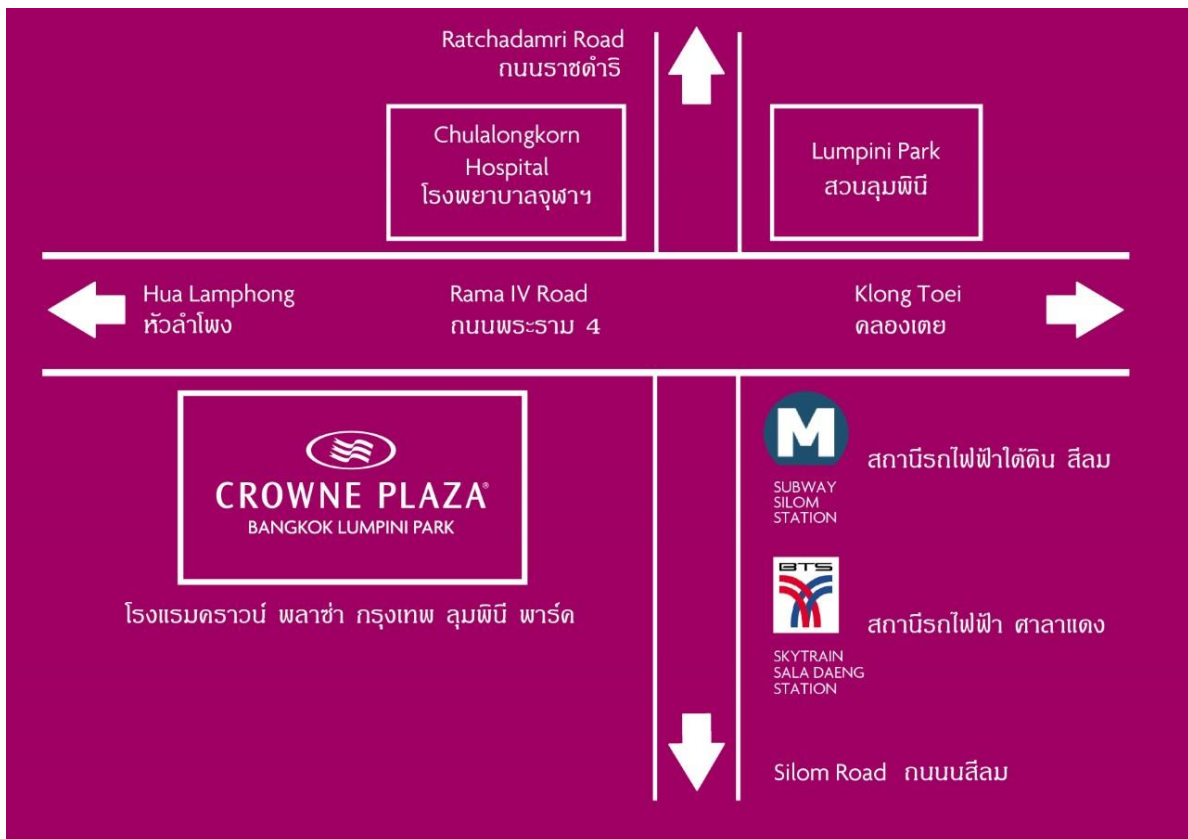 Ratchadamri Road
ถนนราชดำริ
Chulalongkorn
Hospital
โรงพยาบาลจุฬาฯ
Lumpini Park
สวนลุมพินี
Hua Lamphong
หัวลำโพง
Rama IV Road
ถนนพระราม 4
Klong Toei
คลองเตย
CROWNE PLAZA®
BANGKOK LUMPINI PARK
โรงแรมคราวน์ พลาซ่า กรุงเทพ ลุมพินี พาร์ค
M
SUBWAY
SILOM
STATION
สถานีรถไฟฟ้าใต้ดิน สีลม
BTS
SKYTRAIN
SALA DAENG
STATION
สถานีรถไฟฟ้า ศาลาแดง
Silom Road ถนนสีลม